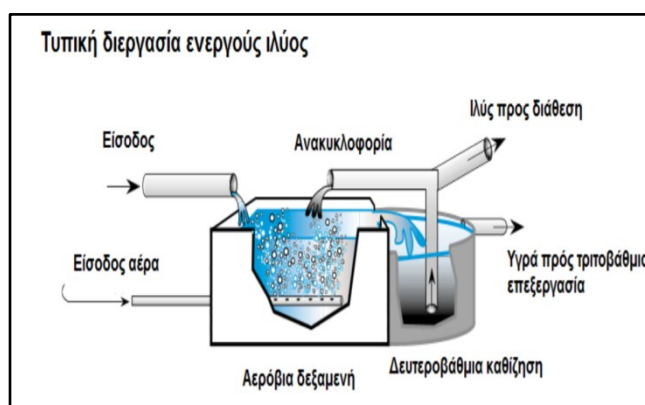 Τυπική διεργασία ενεργούς ιλύος
Ιλύς προς διάθεση
Είσοδος
Ανακυκλοφορία
Είσοδος αέρα
Υγρά πρός τριτοβάθμια
επεξεργασία
Αερόβια δεξαμενή
Δευτεροβάθμια καθίζηση